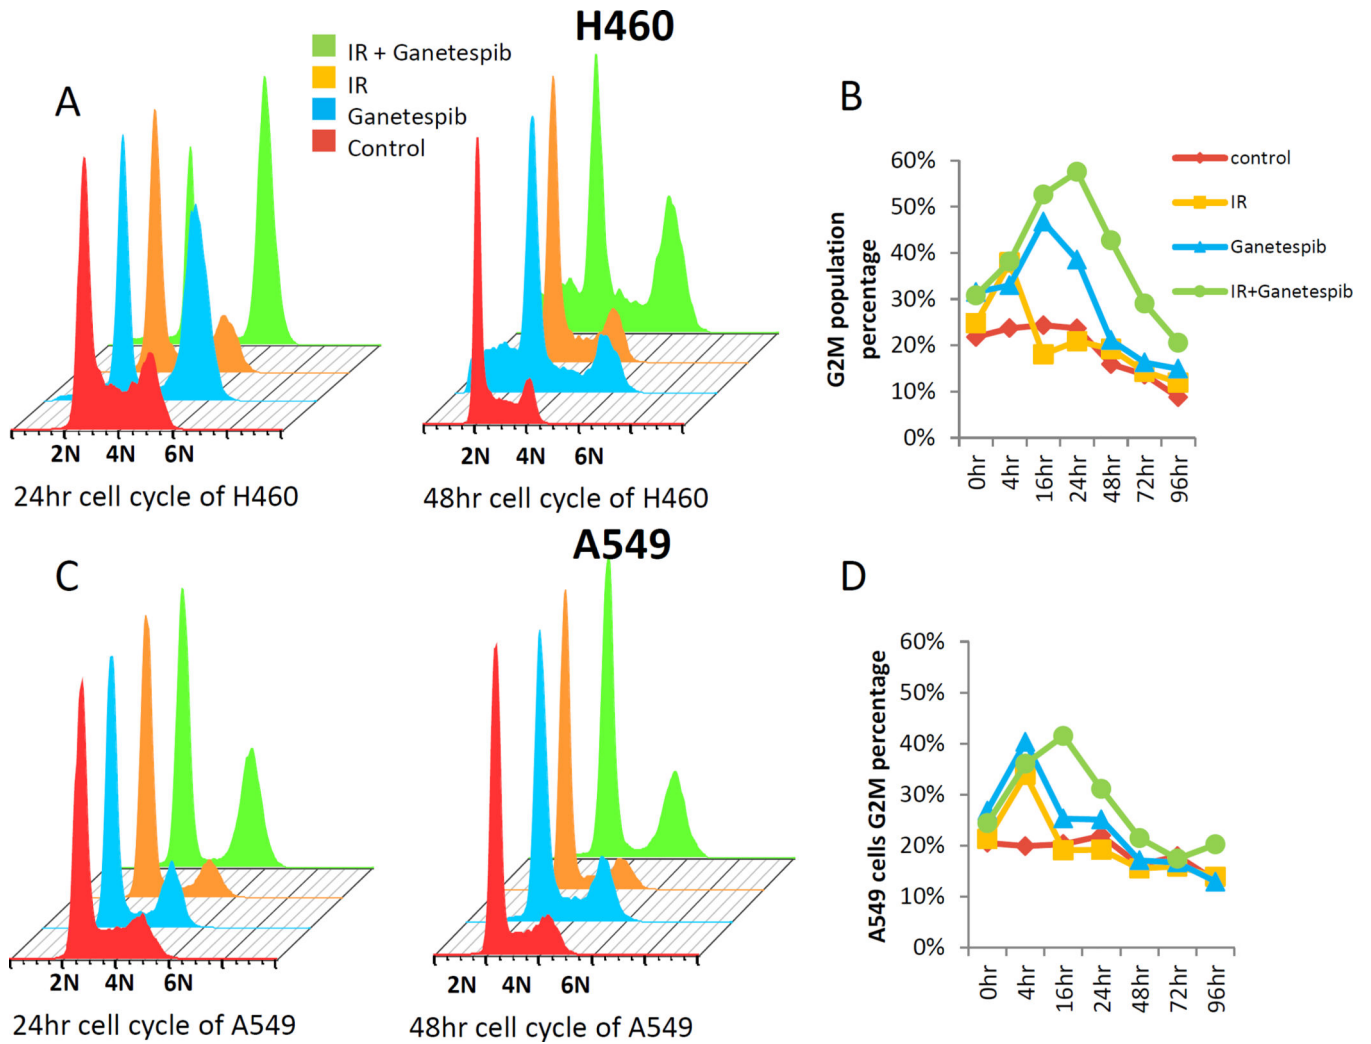 H460
A
IR + Ganetespib
IR
Ganetespib
Control
2N 4N 6N
24hr cell cycle of H460
2N 4N 6N
48hr cell cycle of H460
B
G2M population
percentage
60%
50%
40%
30%
20%
10%
0%
0hr 4hr 16hr 24hr 48hr 72hr 96hr
control
IR
Ganetespib
IR+Ganetespib
A549
C
2N 4N 6N
24hr cell cycle of A549
2N 4N 6N
48hr cell cycle of A549
D
A549 cells G2M percentage
60%
50%
40%
30%
20%
10%
0%
0hr 4hr 16hr 24hr 48hr 72hr 96hr